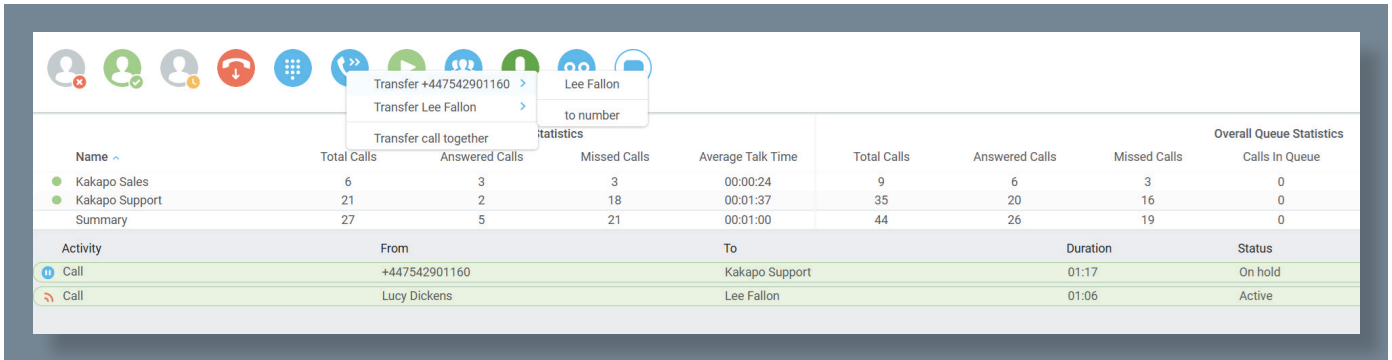 Transfer +447542901160 > Lee Fallon
Transfer Lee Fallon >
to number
Transfer call together
Statistics
Overall Queue Statistics
Name Total Calls Answered Calls Missed Calls Average Talk Time Total Calls Answered Calls Missed Calls Calls In Queue
Kakapo Sales 6 3 3 00:00:24 9 6 3 0
Kakapo Support 21 2 18 00:01:37 35 20 16 0
Summary 27 5 21 00:01:00 44 26 19 0
Activity From To Duration Status
Call +447542901160 Kakapo Support 01:17 On hold
Call Lucy Dickens Lee Fallon 01:06 Active